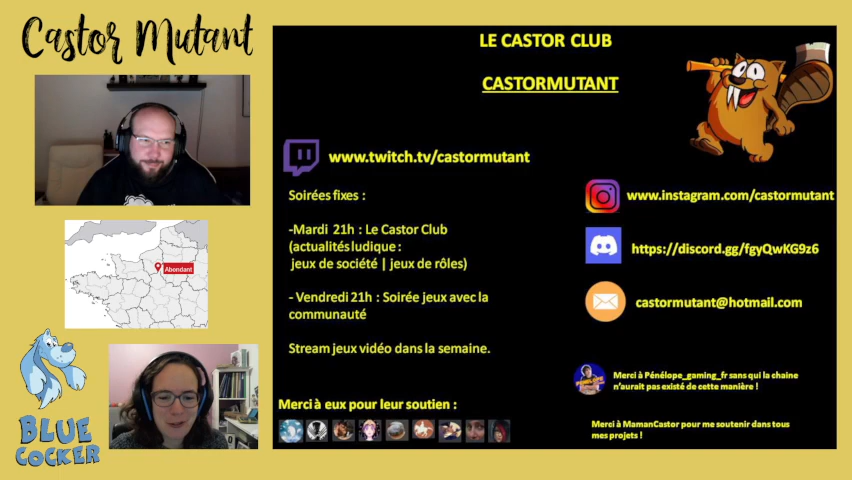 Castor Mutant
Abondant
BLUE
COCKER
LE CASTOR CLUB
CASTORMUTANT
www.twitch.tv/castormutant
Soirées fixes :
-Mardi 21h : Le Castor Club
(actualités ludique :
jeux de société | jeux de rôles)
- Vendredi 21h : Soirée jeux avec la
communauté
Stream jeux vidéo dans la semaine.
Merci à eux pour leur soutien :
www.instagram.com/castormutant
https://discord.gg/fgyQwKG9z6
castormutant@hotmail.com
Merci à Pénélope_gaming_fr sans qui la chaine
n'aurait pas existé de cette manière !
Merci à MamanCastor pour me soutenir dans tous
mes projets !